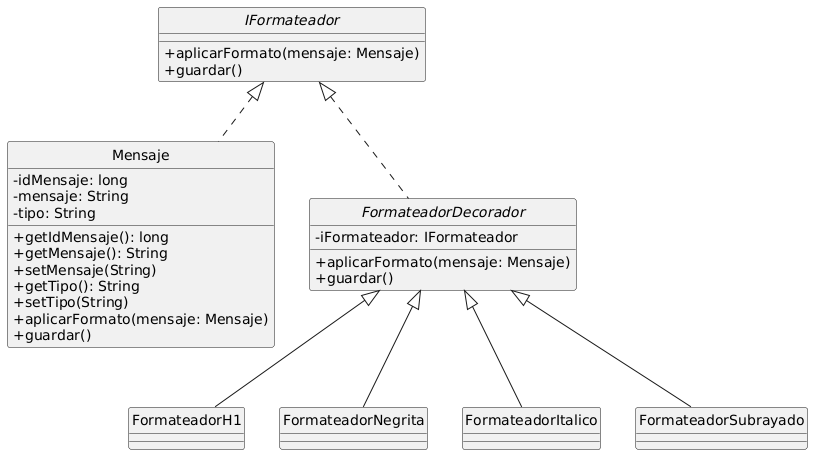 IFormateador
+aplicarFormato(mensaje: Mensaje)
+guardar()
Mensaje
-idMensaje: long
-mensaje: String
-tipo: String
+getIdMensaje(): long
+getMensaje(): String
+setMensaje(String)
+getTipo(): String
+setTipo(String)
+aplicarFormato(mensaje: Mensaje)
+guardar()
FormateadorDecorador
-iFormateador: IFormateador
+aplicarFormato(mensaje: Mensaje)
+guardar()
FormateadorH1
FormateadorNegrita
FormateadorItalico
FormateadorSubrayado